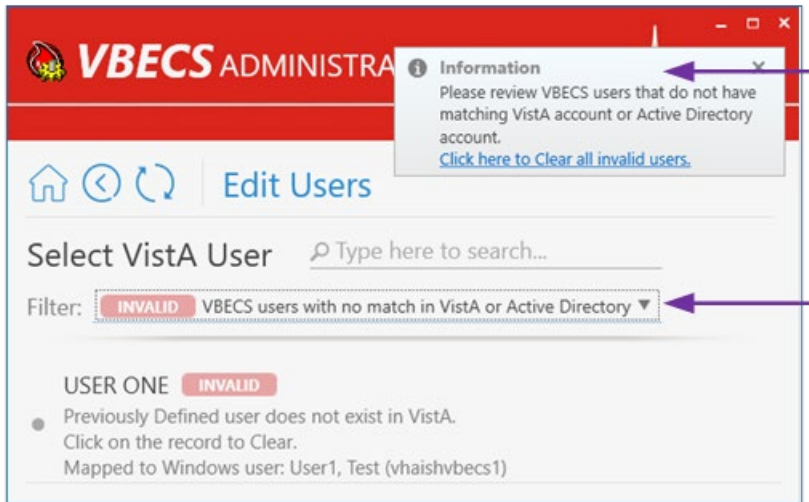 VBECS ADMINISTRA
Information
Please review VBECS users that do not have
matching VistA account or Active Directory
account.
Click here to Clear all invalid users.
Edit Users
Select VistA User
Type here to search...
Filter: INVALID VBECS users with no match in VistA or Active Directory
USER ONE INVALID
Previously Defined user does not exist in VistA.
Click on the record to Clear.
Mapped to Windows user: User1, Test (vhaishvbecs1)